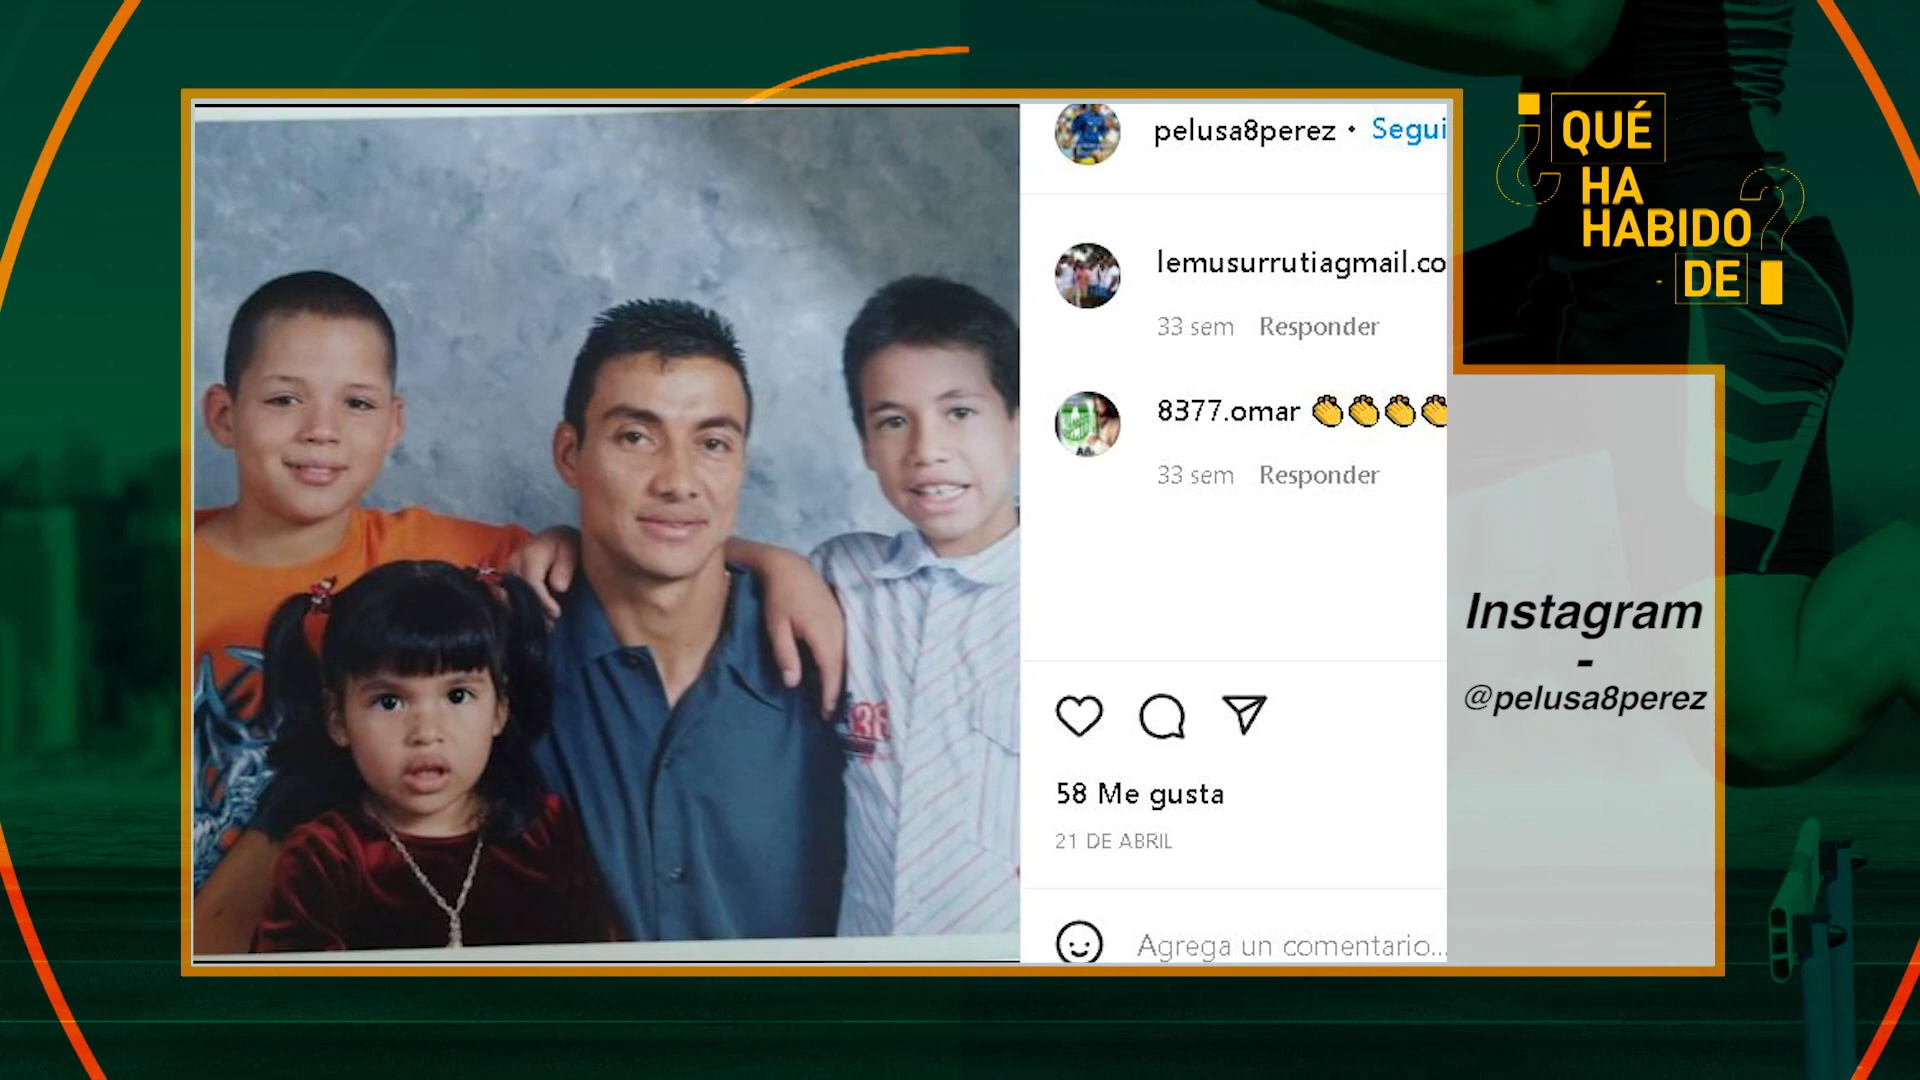 pelusa8perez • Segui
lemusurrutiagmail.co
33 sem Responder
8377.omar 👏👏👏👏
33 sem Responder
58 Me gusta
21 DE ABRIL
Agrega un comentario...
¿QUÉ
HA
HABIDO
DE?
Instagram
-
@pelusa8perez